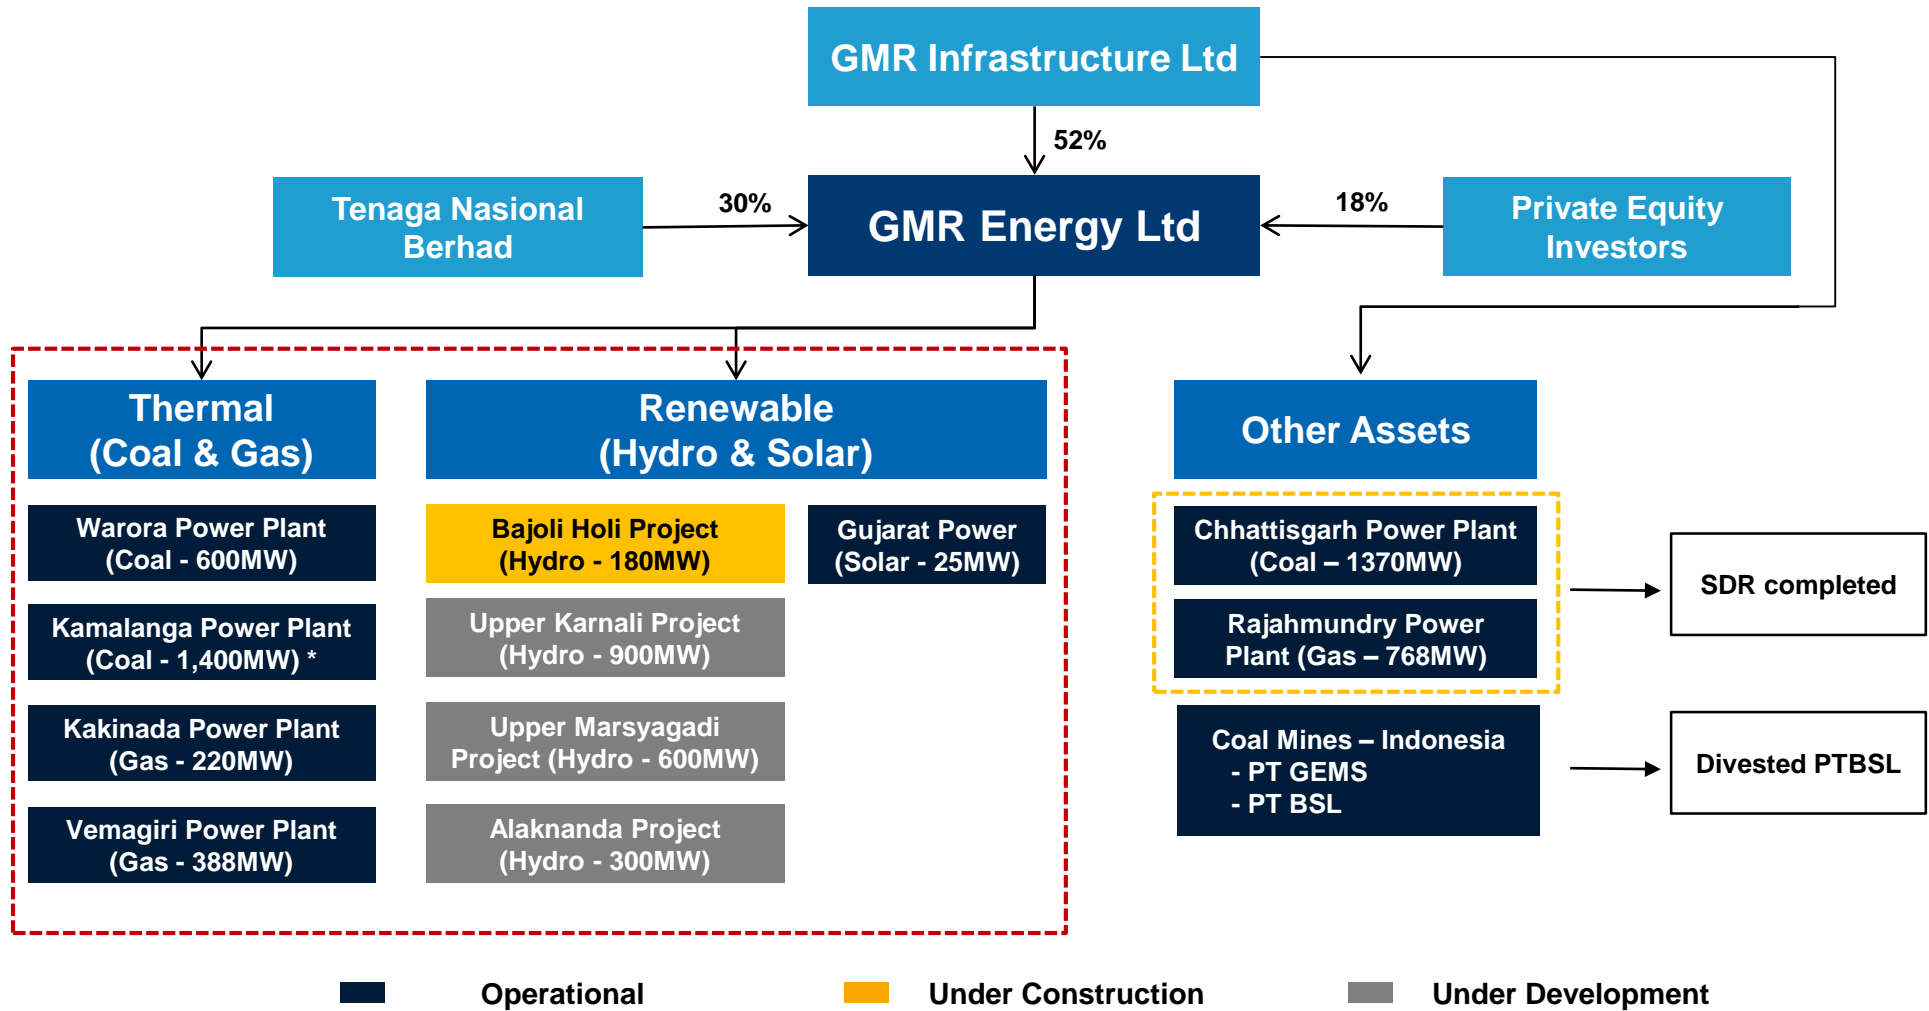 GMR Infrastructure Ltd
52%
Tenaga Nasional
Berhad
30%
GMR Energy Ltd
18%
Private Equity
Investors
Thermal
(Coal & Gas)
Renewable
(Hydro & Solar)
Other Assets
Warora Power Plant
(Coal - 600MW)
Kamalanga Power Plant
(Coal - 1,400MW) *
Kakinada Power Plant
(Gas - 220MW)
Vemagiri Power Plant
(Gas - 388MW)
Bajoli Holi Project
(Hydro - 180MW)
Upper Karnali Project
(Hydro - 900MW)
Upper Marsyagadi
Project (Hydro - 600MW)
Alaknanda Project
(Hydro - 300MW)
Gujarat Power
(Solar - 25MW)
Chhattisgarh Power Plant
(Coal – 1370MW)
Rajahmundry Power
Plant (Gas – 768MW)
SDR completed
Coal Mines – Indonesia
- PT GEMS
- PT BSL
Divested PTBSL
Operational
Under Construction
Under Development